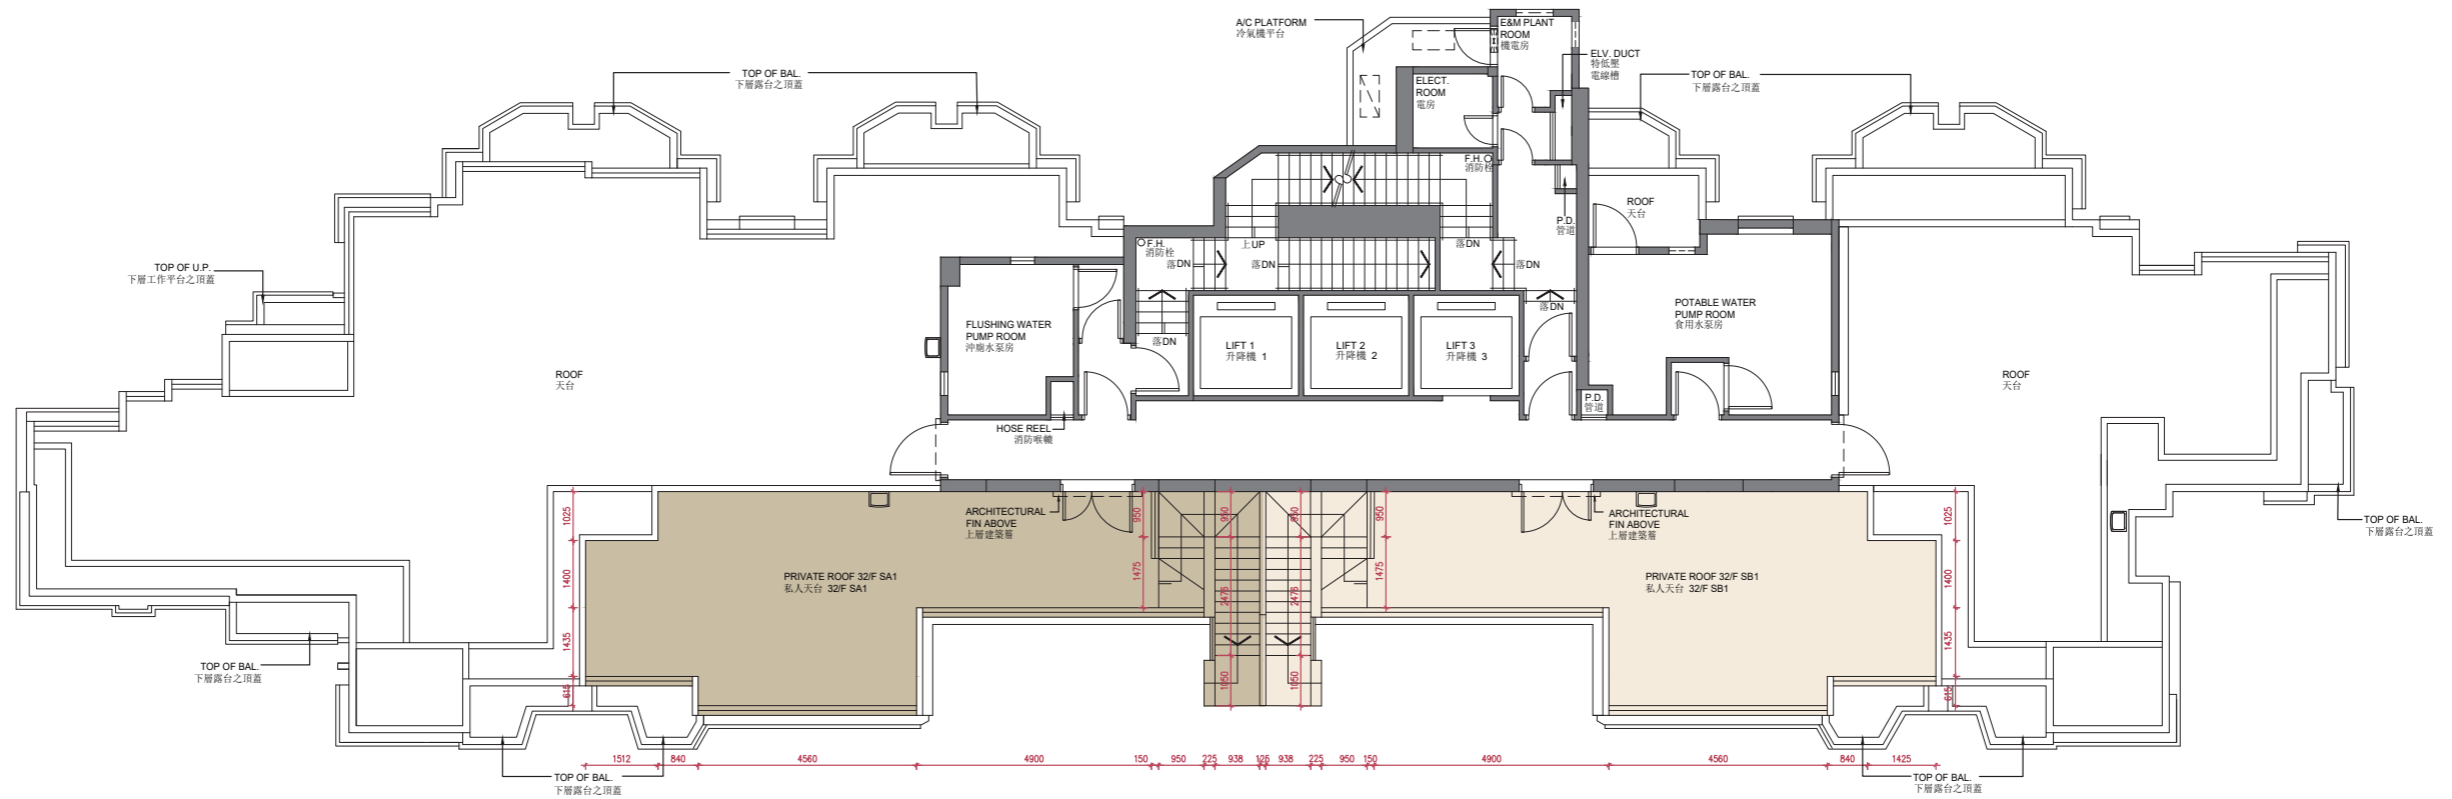 A/C PLATFORM
冷氣機平台
E&M PLANT
ROOM
機電房
ELV. DUCT
特低壓
電線槽
ELECT.
ROOM
電房
TOP OF BAL.
下層露台之頂蓋
TOP OF BAL.
下層露台之頂蓋
F.H.
消防栓
ROOF
天台
P.D.
管道
F.H.
消防栓
上UP
落DN
落DN
落DN
落DN
落DN
落DN
TOP OF U.P.
下層工作平台之頂蓋
FLUSHING WATER
PUMP ROOM
沖廁水泵房
POTABLE WATER
PUMP ROOM
食用水泵房
LIFT 1
升降機 1
LIFT 2
升降機 2
LIFT 3
升降機 3
ROOF
天台
ROOF
天台
P.D.
管道
HOSE REEL
消防喉轆
ARCHITECTURAL
FIN ABOVE
上層建築鰭
ARCHITECTURAL
FIN ABOVE
上層建築鰭
TOP OF BAL.
下層露台之頂蓋
1025
950
950
950
950
1025
PRIVATE ROOF 32/F SA1
私人天台 32/F SA1
PRIVATE ROOF 32/F SB1
私人天台 32/F SB1
1400
1475
2476
2476
1475
1400
1435
1435
TOP OF BAL.
下層露台之頂蓋
615
1050
1050
615
1512
840
4560
4900
150
950
225
938
125
938
225
950
150
4900
4560
840
1425
TOP OF BAL.
下層露台之頂蓋
TOP OF BAL.
下層露台之頂蓋